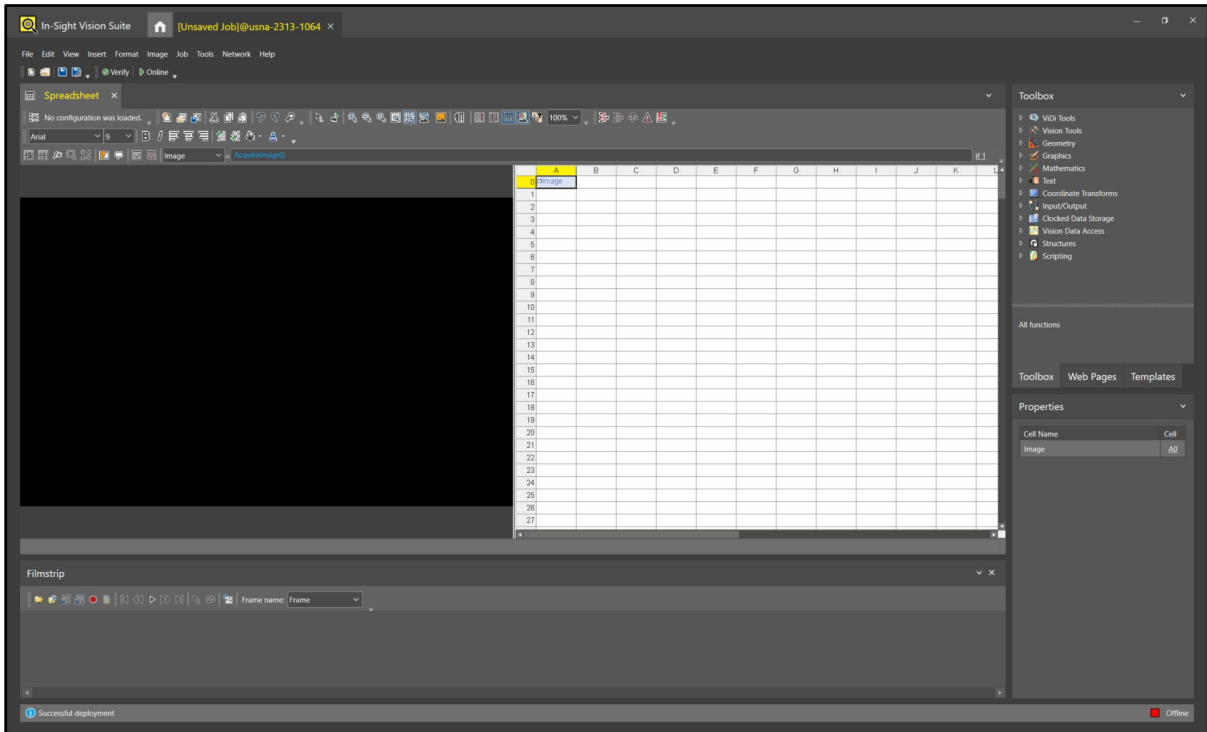 In-Sight Vision Suite
[Unsaved Job]@usna-2313-1064
File Edit View Insert Format Image Job Tools Network Help
Verify Online
Spreadsheet
No configuration was loaded. 100%
Arial 9 B I
Image = AcquireImage()
A B C D E F G H I J K L
0 Image
1
2
3
4
5
6
7
8
9
10
11
12
13
14
15
16
17
18
19
20
21
22
23
24
25
26
27
Toolbox
ViDi Tools
Vision Tools
Geometry
Graphics
Mathematics
Text
Coordinate Transforms
Input/Output
Clocked Data Storage
Vision Data Access
Structures
Scripting
All functions
Toolbox Web Pages Templates
Properties
Cell Name Cell
Image A0
Filmstrip
Frame name: Frame
Successful deployment
Offline